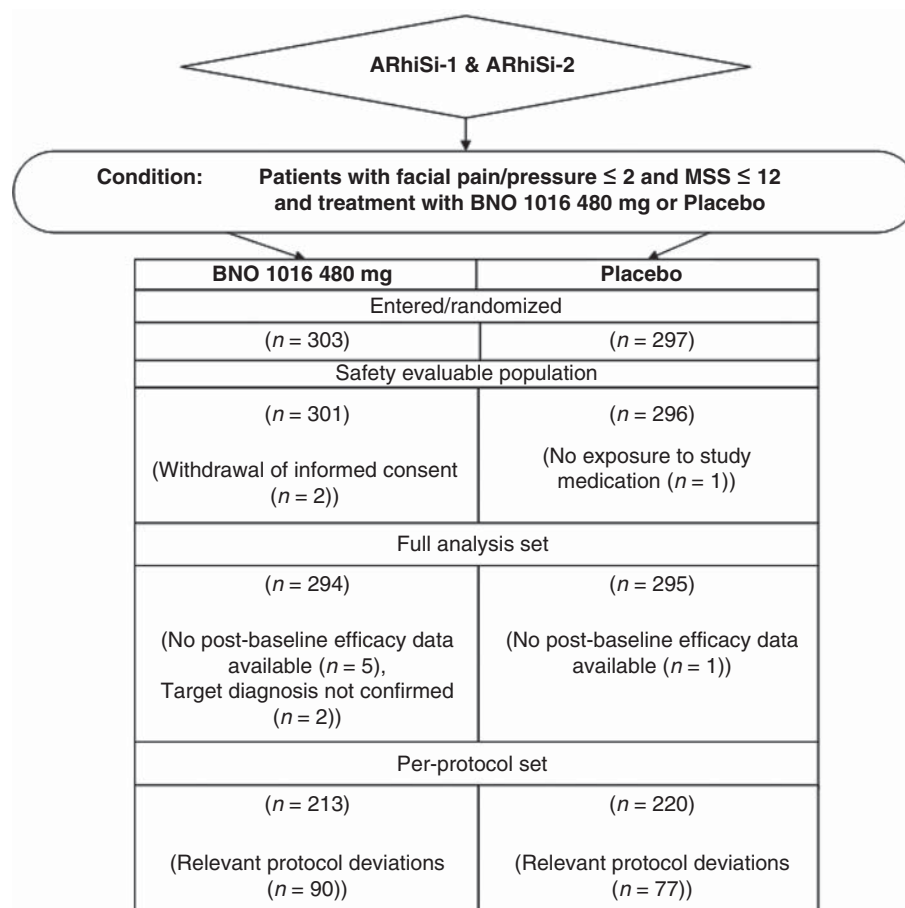 ARhiSi-1 & ARhiSi-2
Condition: Patients with facial pain/pressure ≤ 2 and MSS ≤ 12
and treatment with BNO 1016 480 mg or Placebo
BNO 1016 480 mg Placebo
Entered/randomized
(n = 303) (n = 297)
Safety evaluable population
(n = 301)
(Withdrawal of informed consent
(n = 2))
(n = 296)
(No exposure to study
medication (n = 1))
Full analysis set
(n = 294)
(No post-baseline efficacy data
available (n = 5),
Target diagnosis not confirmed
(n = 2))
(n = 295)
(No post-baseline efficacy data
available (n = 1))
Per-protocol set
(n = 213)
(Relevant protocol deviations
(n = 90))
(n = 220)
(Relevant protocol deviations
(n = 77))